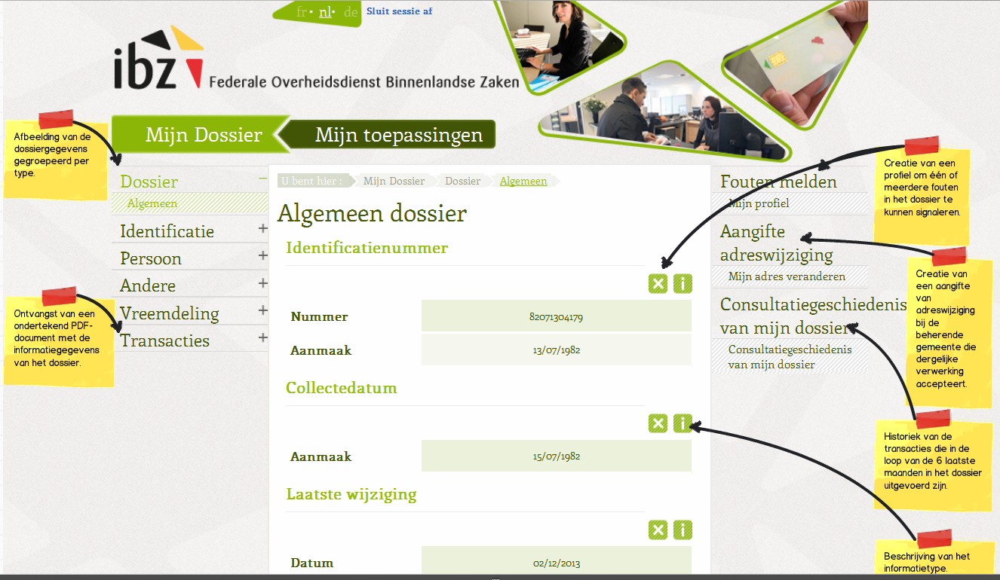 fr • nl • de Sluit sessie af
ibz Federale Overheidsdienst Binnenlandse Zaken
Mijn Dossier
Mijn toepassingen
Afbeelding van de
dossiergegevens
gegroepeerd per
type.
Ontvangst van een
ondertekend PDF-
document met de
informatiegegevens
van het dossier.
Dossier −
Algemeen
Identificatie +
Persoon +
Andere +
Vreemdeling +
Transacties +
U bent hier : Mijn Dossier Dossier Algemeen
Algemeen dossier
Identificatienummer
Nummer 82071304179
Aanmaak 13/07/1982
Collectedatum
Aanmaak 15/07/1982
Laatste wijziging
Datum 02/12/2013
Fouten melden
Mijn profiel
Aangifte
adreswijziging
Mijn adres veranderen
Consultatiegeschiedenis
van mijn dossier
Consultatiegeschiedenis
van mijn dossier
Creatie van een
profiel om één of
meerdere fouten
in het dossier te
kunnen signaleren.
Creatie van
een aangifte
van
adreswijziging
bij de
beherende
gemeente die
dergelijke
verwerking
accepteert.
Historiek van de
transacties die in de
loop van de 6 laatste
maanden in het dossier
uitgevoerd zijn.
Beschrijving van het
informatietype.